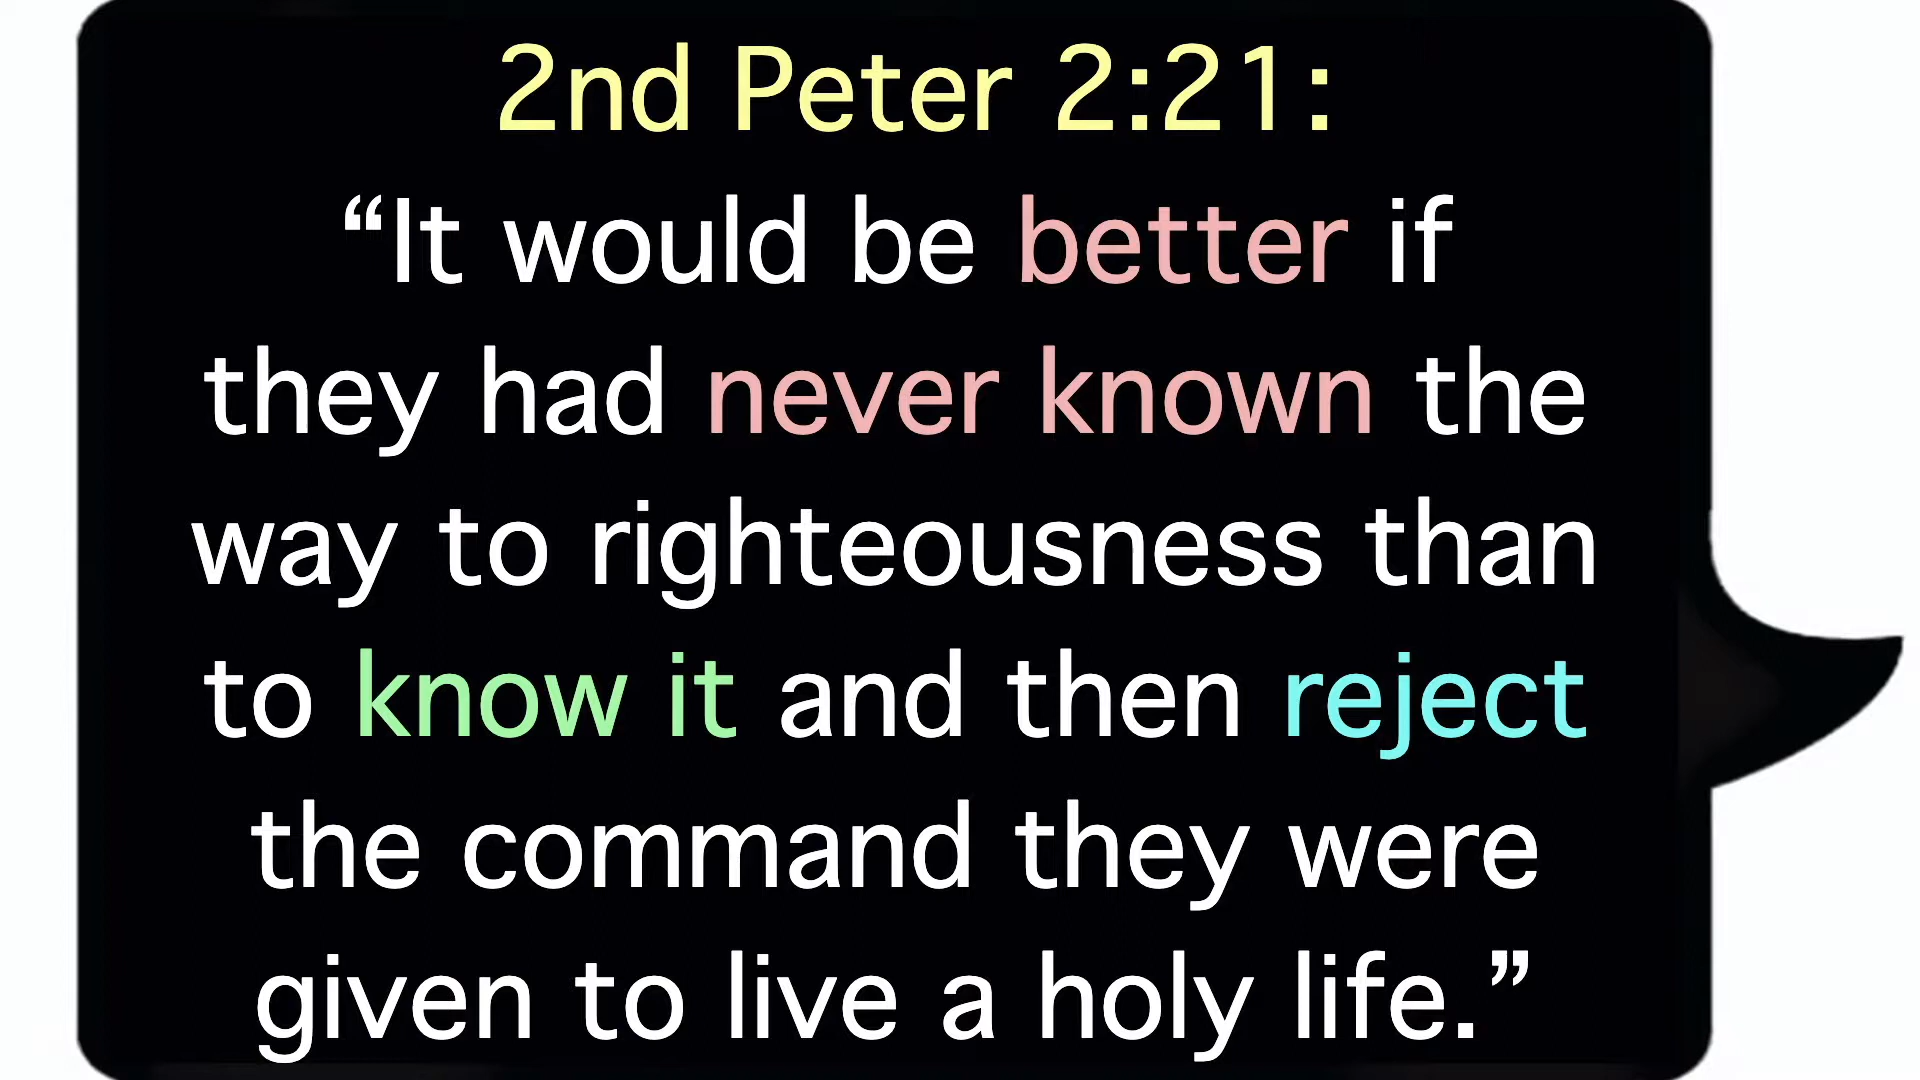 2nd Peter 2:21:
“It would be better if
they had never known the
way to righteousness than
to know it and then reject
the command they were
given to live a holy life.”